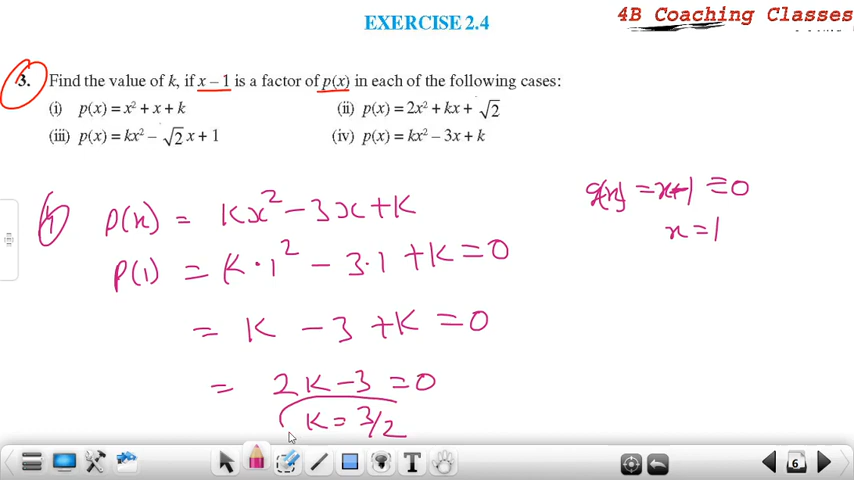 EXERCISE 2.4
4B Coaching Classes
3. Find the value of k, if x – 1 is a factor of p(x) in each of the following cases:
(i) p(x) = x² + x + k (ii) p(x) = 2x² + kx + √2
(iii) p(x) = kx² – √2 x + 1 (iv) p(x) = kx² – 3x + k
p(x) = Kx² – 3x + K
g(x) = x – 1 = 0
x = 1
p(1) = K · 1² – 3 · 1 + K = 0
= K – 3 + K = 0
= 2K – 3 = 0
K = 3/2
T
6